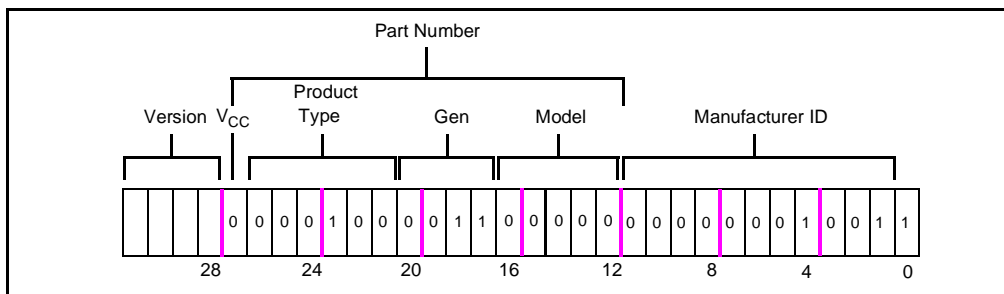 Part Number
Product
Version VCC Type Gen Model Manufacturer ID
0 0 0 0 1 0 0 0 0 1 1 0 0 0 0 0 0 0 0 0 0 0 0 1 0 0 1 1
28 24 20 16 12 8 4 0